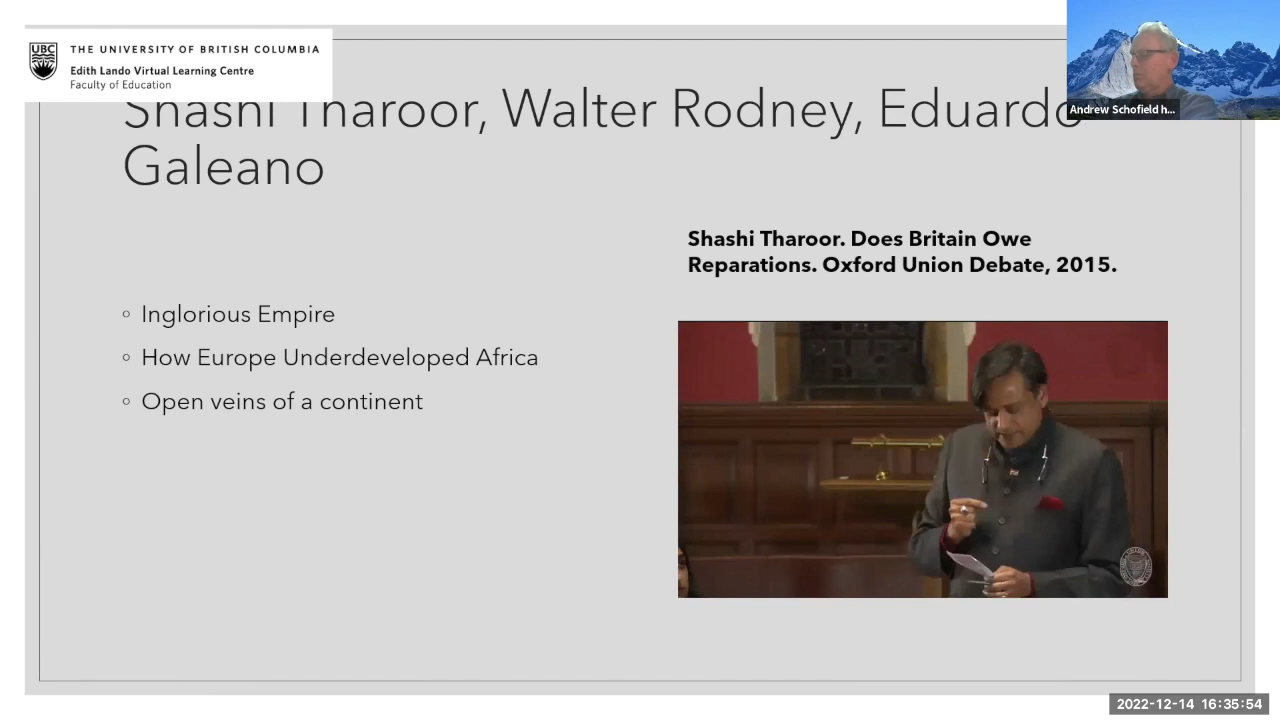 UBC
THE UNIVERSITY OF BRITISH COLUMBIA
Edith Lando Virtual Learning Centre
Faculty of Education
Shashi Tharoor, Walter Rodney, Eduardo
Galeano
Andrew Schofield h...
Shashi Tharoor. Does Britain Owe
Reparations. Oxford Union Debate, 2015.
Inglorious Empire
How Europe Underdeveloped Africa
Open veins of a continent
2022-12-14 16:35:54